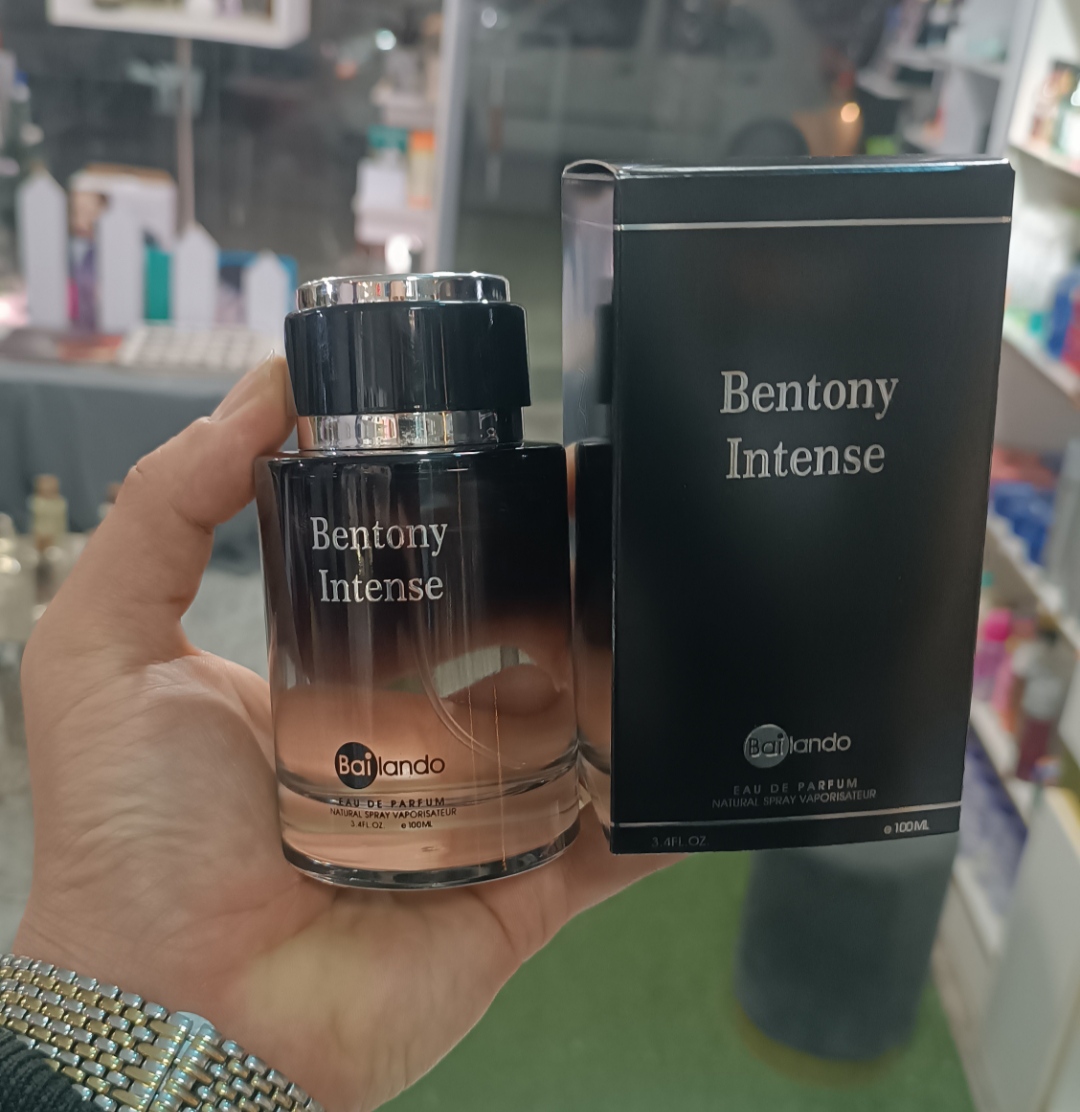 Bentony
Intense
Bailando
EAU DE PARFUM
NATURAL SPRAY VAPORISATEUR
3.4FL.OZ. e100ML
Bentony
Intense
Bailando
EAU DE PARFUM
NATURAL SPRAY VAPORISATEUR
3.4FL.OZ. e100ML